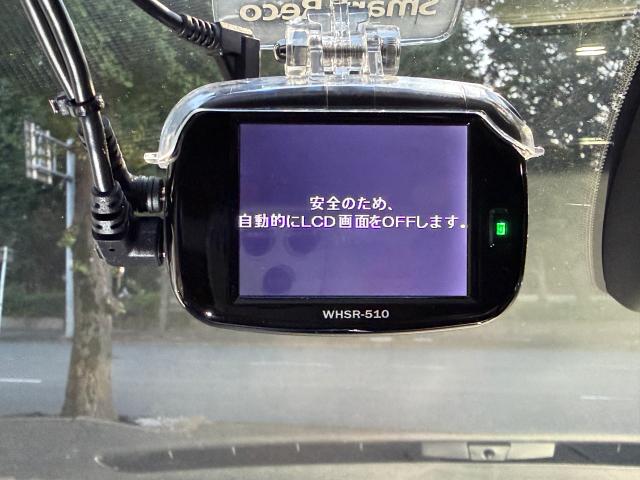 Smart Reco
安全のため、
自動的にLCD画面をOFFします。
WHSR-510